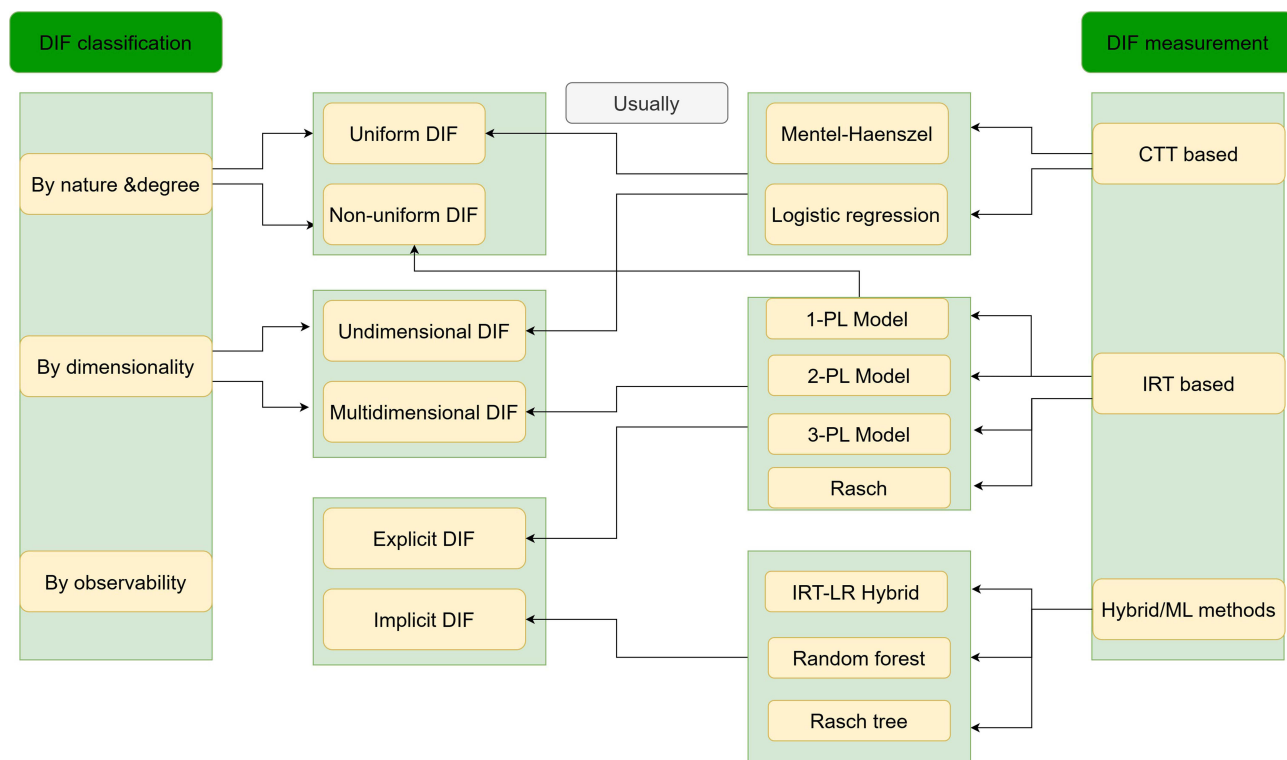 DIF classification
DIF measurement
Usually
By nature &degree
By dimensionality
By observability
Uniform DIF
Non-uniform DIF
Undimensional DIF
Multidimensional DIF
Explicit DIF
Implicit DIF
Mentel-Haenszel
Logistic regression
1-PL Model
2-PL Model
3-PL Model
Rasch
IRT-LR Hybrid
Random forest
Rasch tree
CTT based
IRT based
Hybrid/ML methods